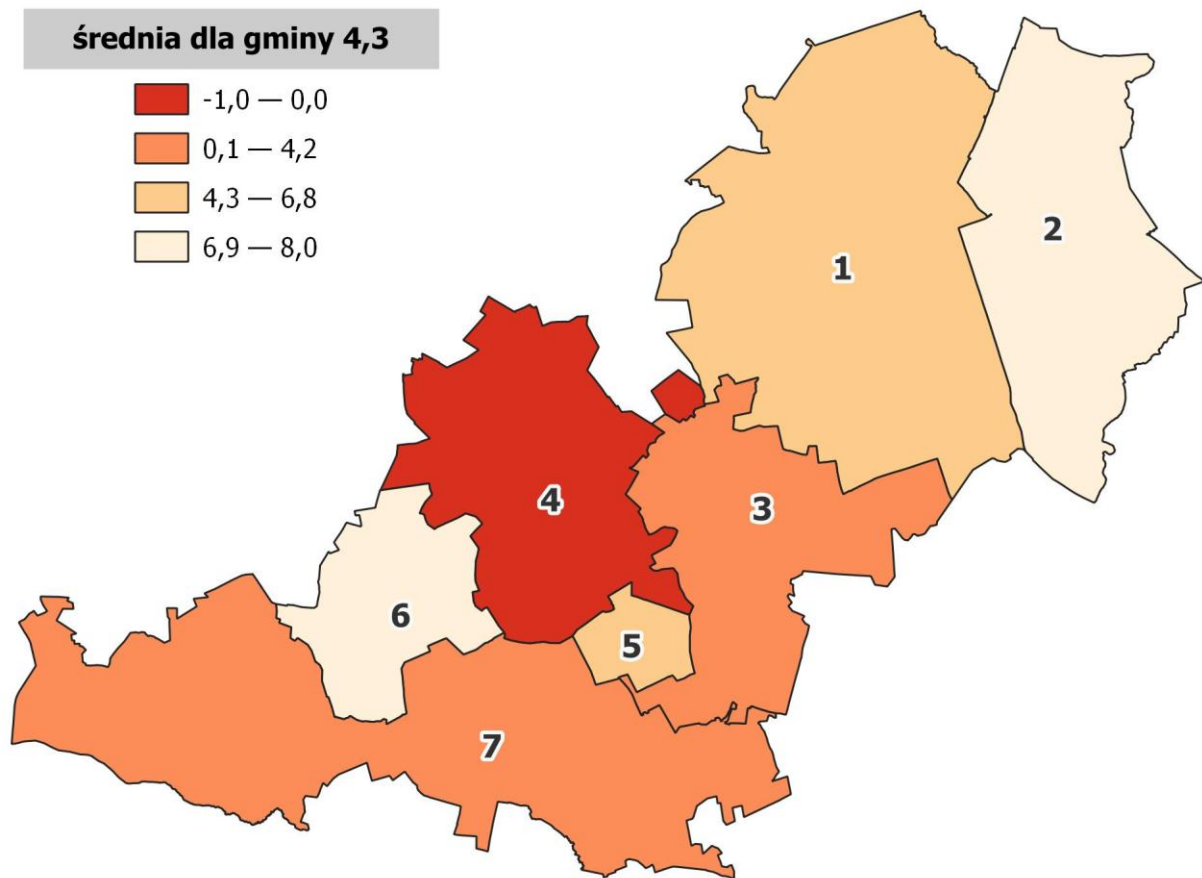 średnia dla gminy 4,3
-1,0 — 0,0
0,1 — 4,2
4,3 — 6,8
6,9 — 8,0
1
2
3
4
5
6
7